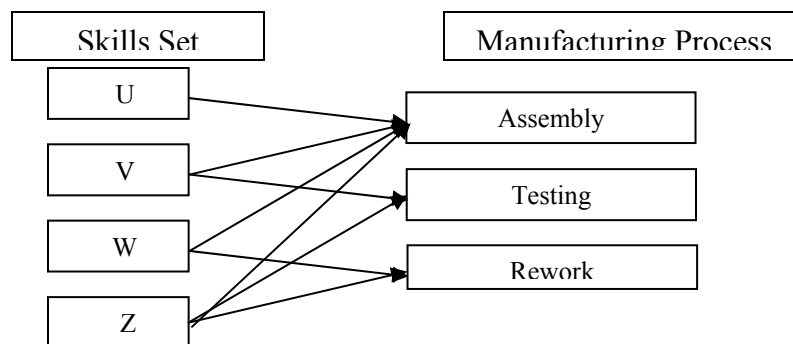 Skills Set
Manufacturing Process
U
Assembly
V
Testing
W
Rework
Z